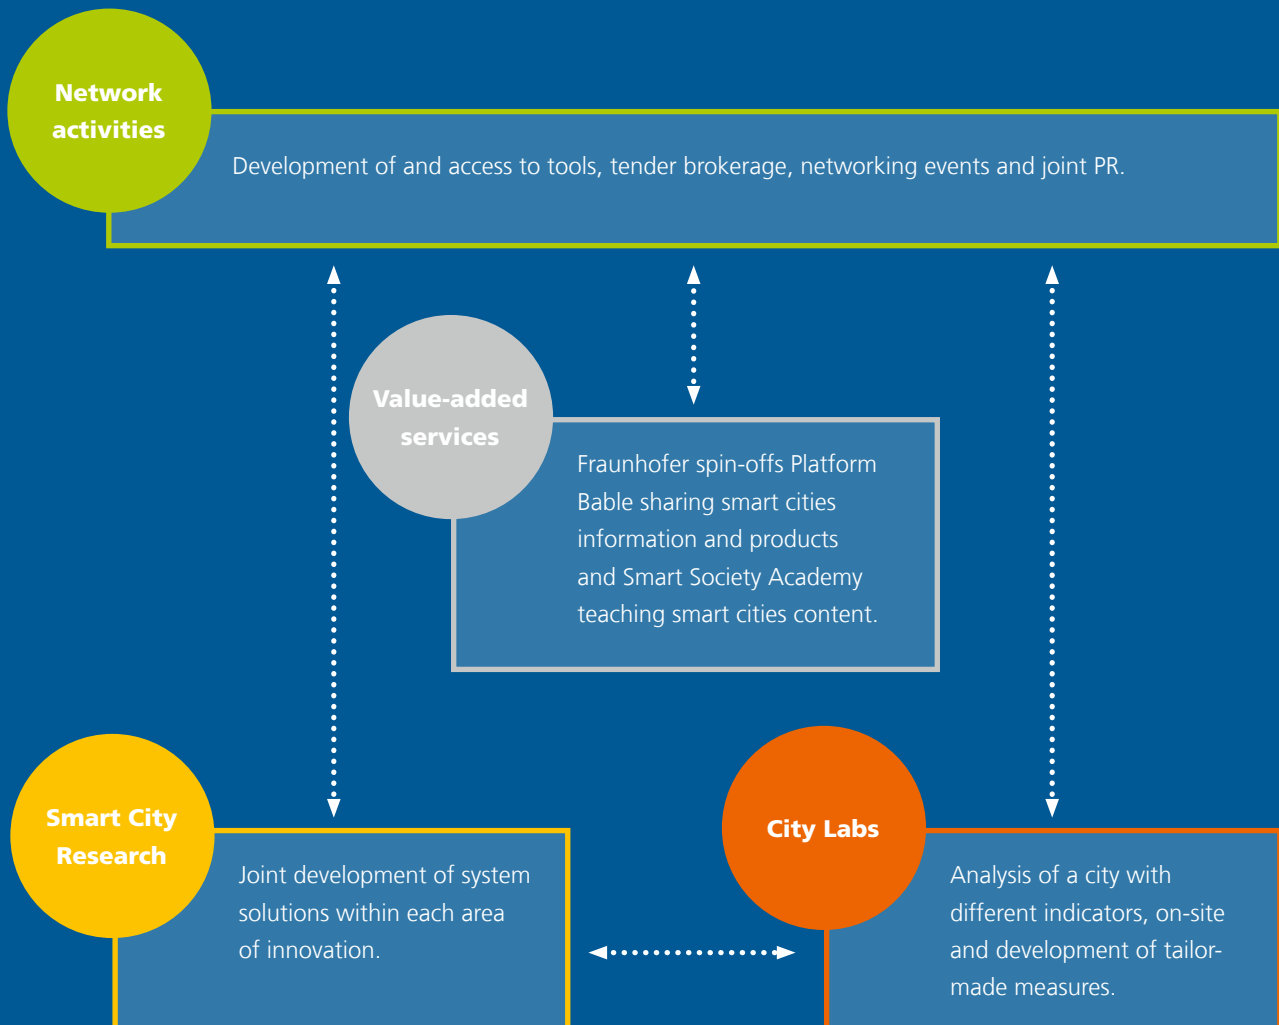 Network
activities
Development of and access to tools, tender brokerage, networking events and joint PR.
Value-added
services
Fraunhofer spin-offs Platform
Bable sharing smart cities
information and products
and Smart Society Academy
teaching smart cities content.
Smart City
Research
Joint development of system
solutions within each area
of innovation.
City Labs
Analysis of a city with
different indicators, on-site
and development of tailor-
made measures.